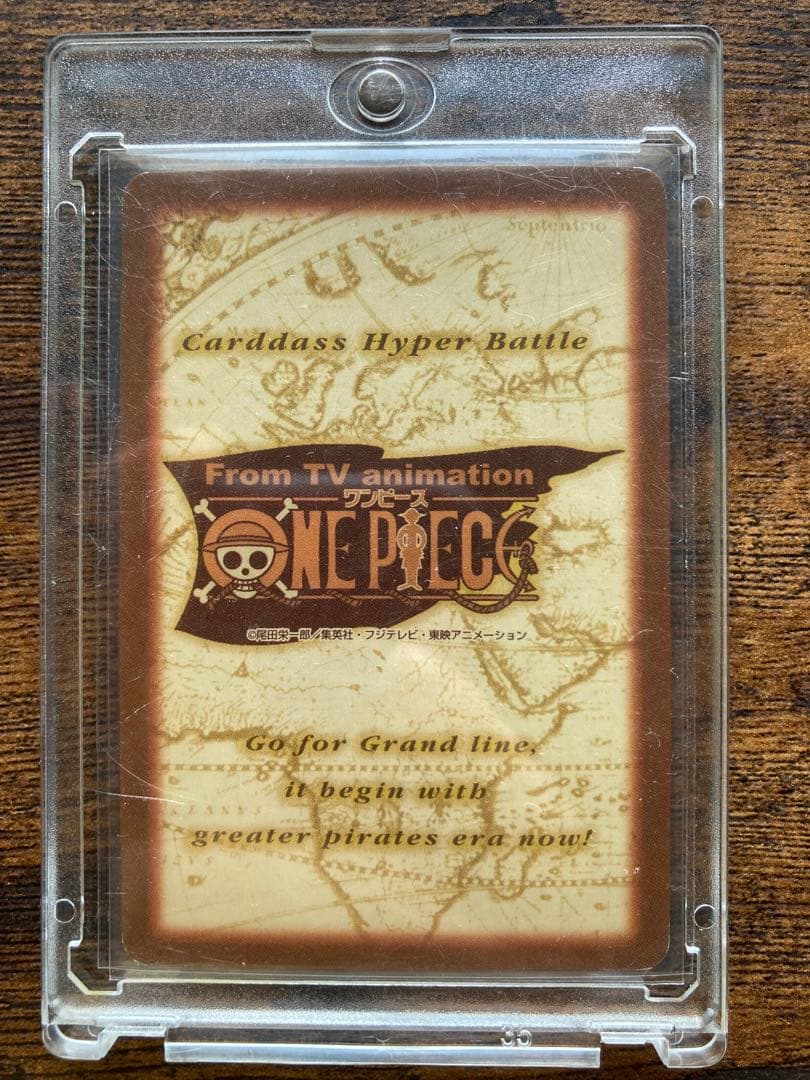 Septentrio
Carddass Hyper Battle
From TV animation
ワンピース
ONE PIECE
©尾田栄一郎/集英社・フジテレビ・東映アニメーション
Go for Grand line,
it begin with
greater pirates era now!
35